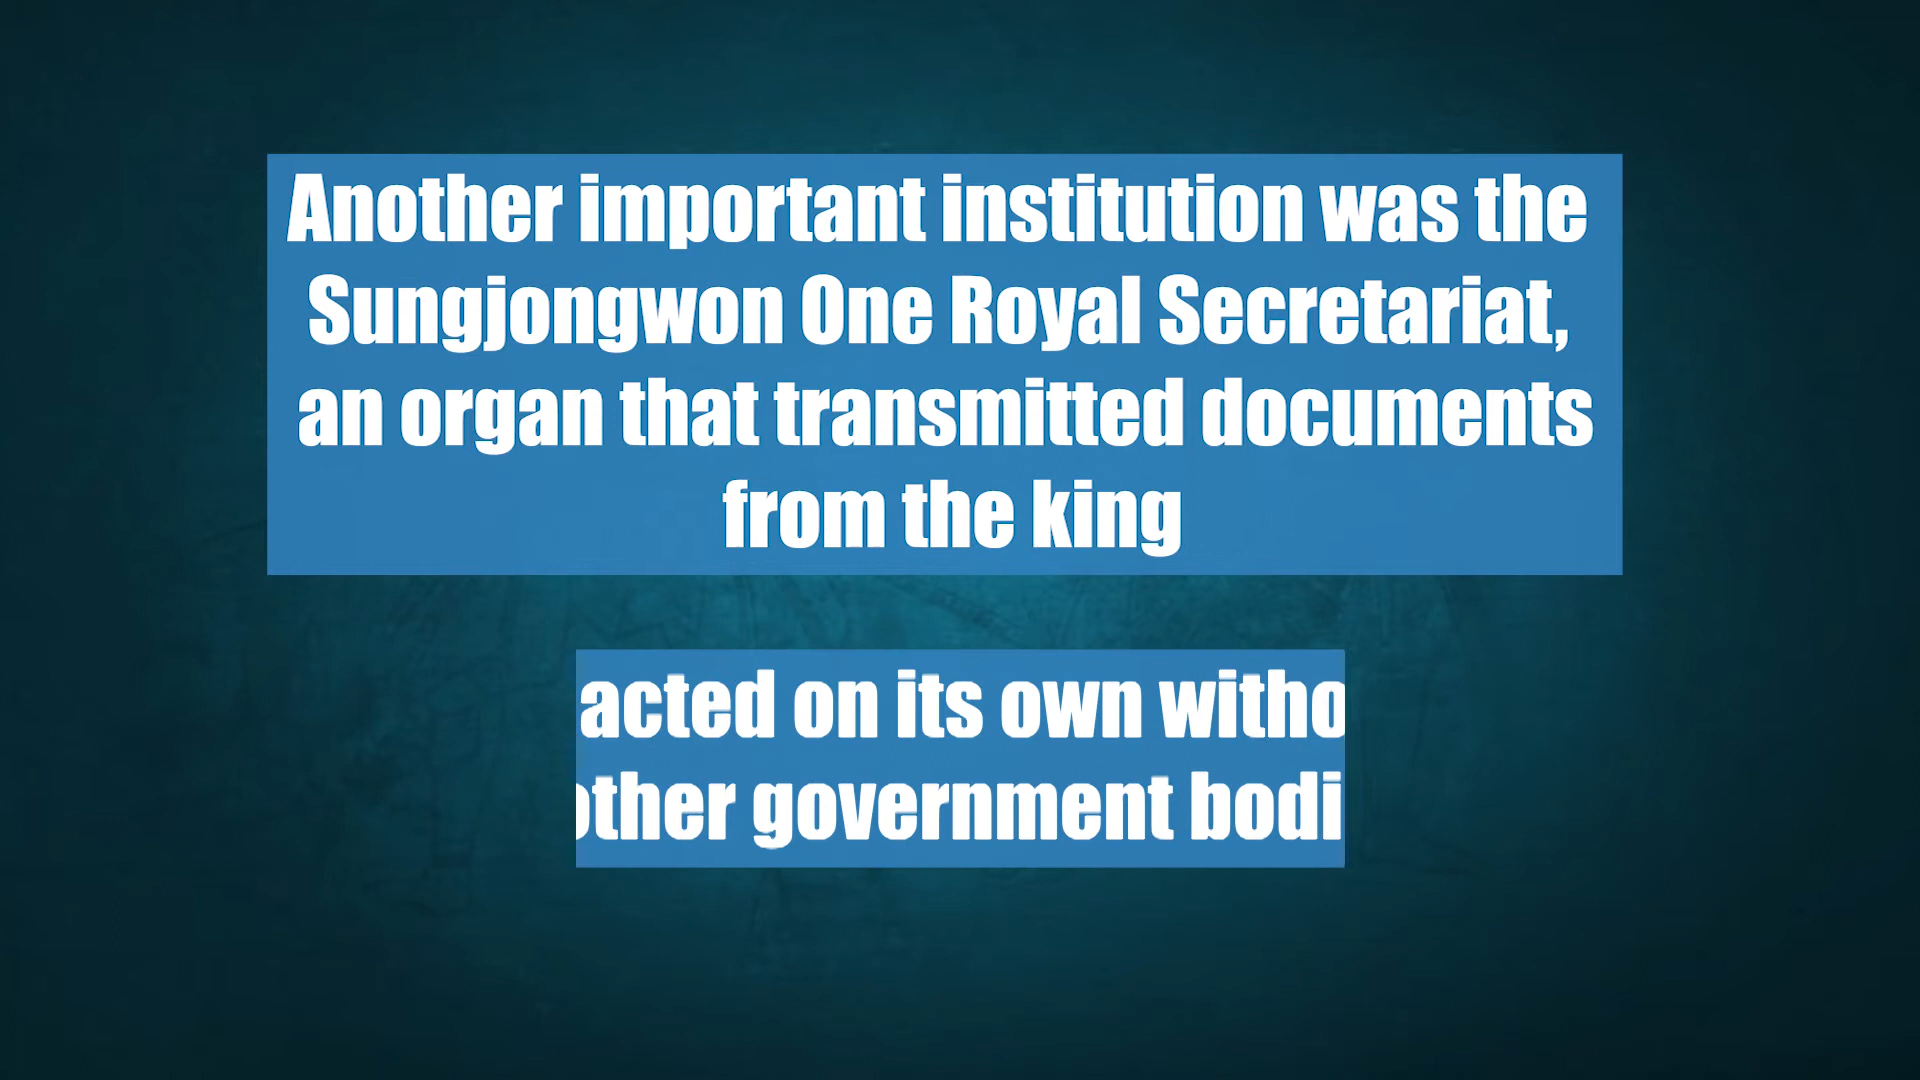 Another important institution was the
Sungjongwon One Royal Secretariat,
an organ that transmitted documents
from the king
acted on its own
government